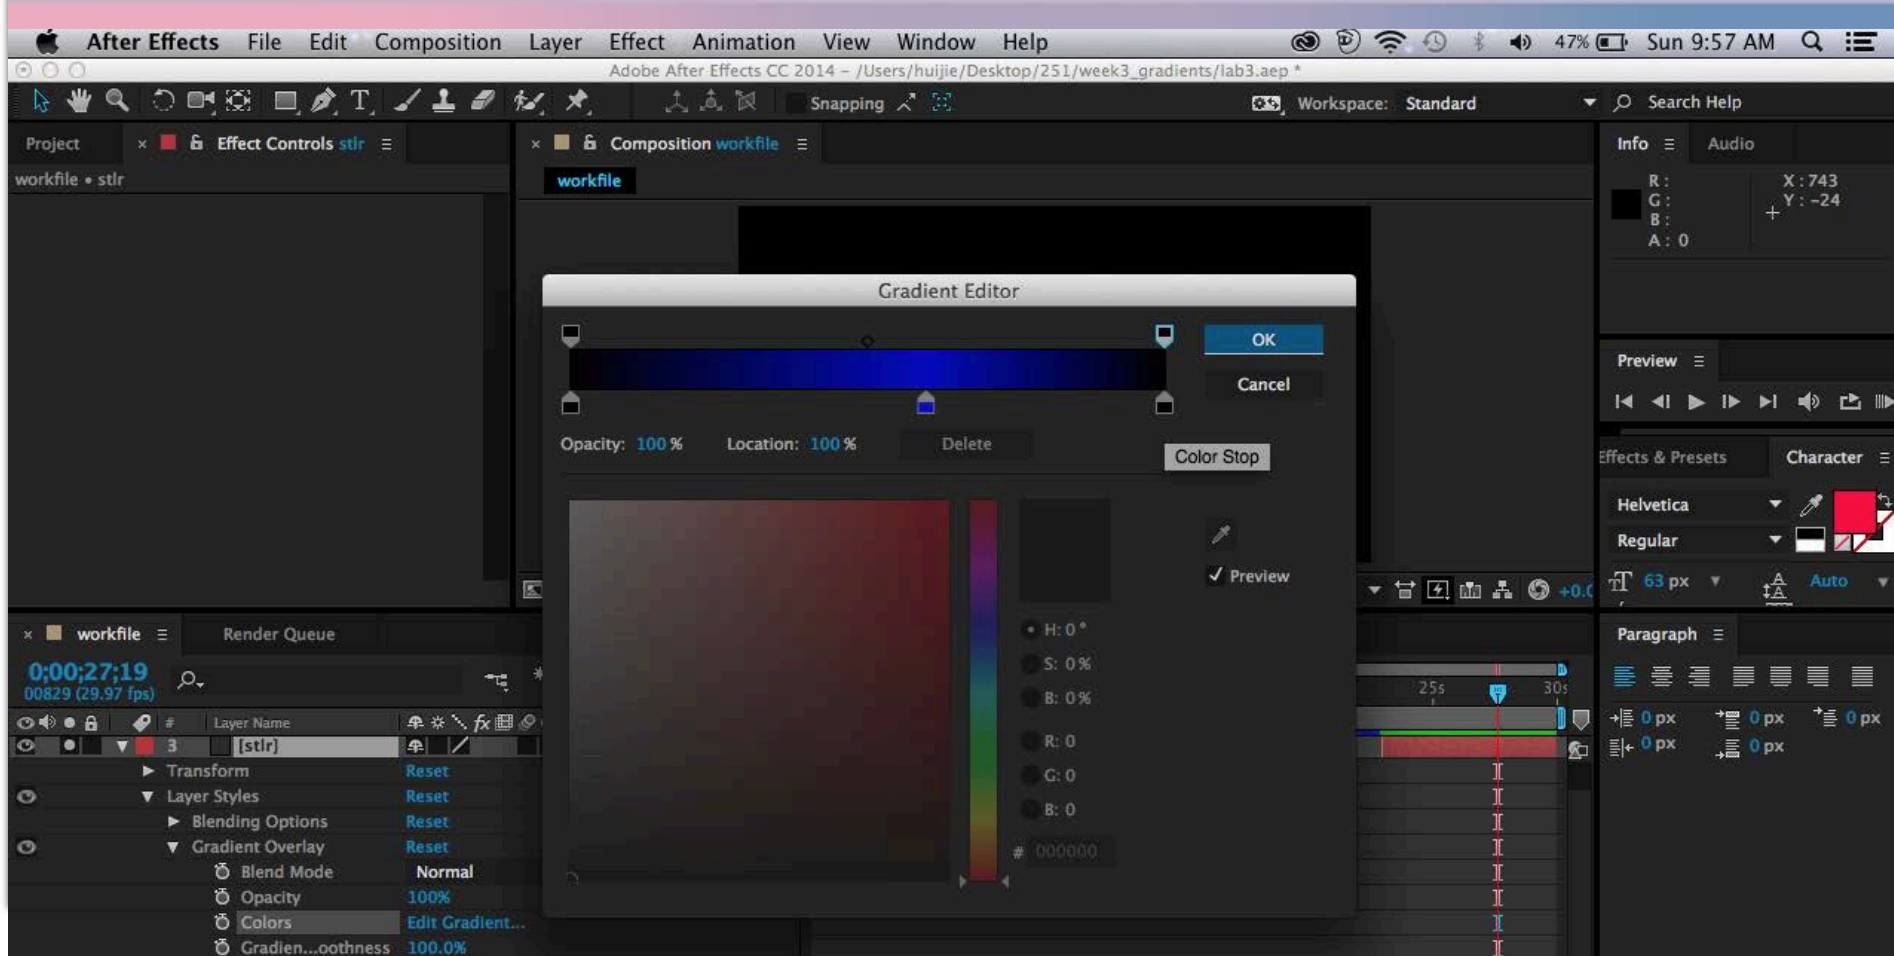 After Effects File Edit Composition Layer Effect Animation View Window Help 47% Sun 9:57 AM
Adobe After Effects CC 2014 – /Users/huijie/Desktop/251/week3_gradients/lab3.aep *
Snapping Workspace: Standard Search Help
Project Effect Controls stlr Composition workfile Info Audio
workfile • stlr workfile
R: X : 743
G: Y : -24
B:
A: 0
Gradient Editor
OK
Cancel
Preview
Opacity: 100 % Location: 100 % Delete
Color Stop
Effects & Presets Character
Helvetica
Regular
Preview
63 px Auto
+0.0
H: 0 °
S: 0 %
B: 0 %
R: 0
G: 0
B: 0
# 000000
workfile Render Queue Paragraph
0;00;27;19
00829 (29.97 fps)
25s 30s
# Layer Name
0 px 0 px 0 px
0 px 0 px
3 [stlr]
Transform Reset
Layer Styles Reset
Blending Options Reset
Gradient Overlay Reset
Blend Mode Normal
Opacity 100%
Colors Edit Gradient...
Gradien...oothness 100.0%